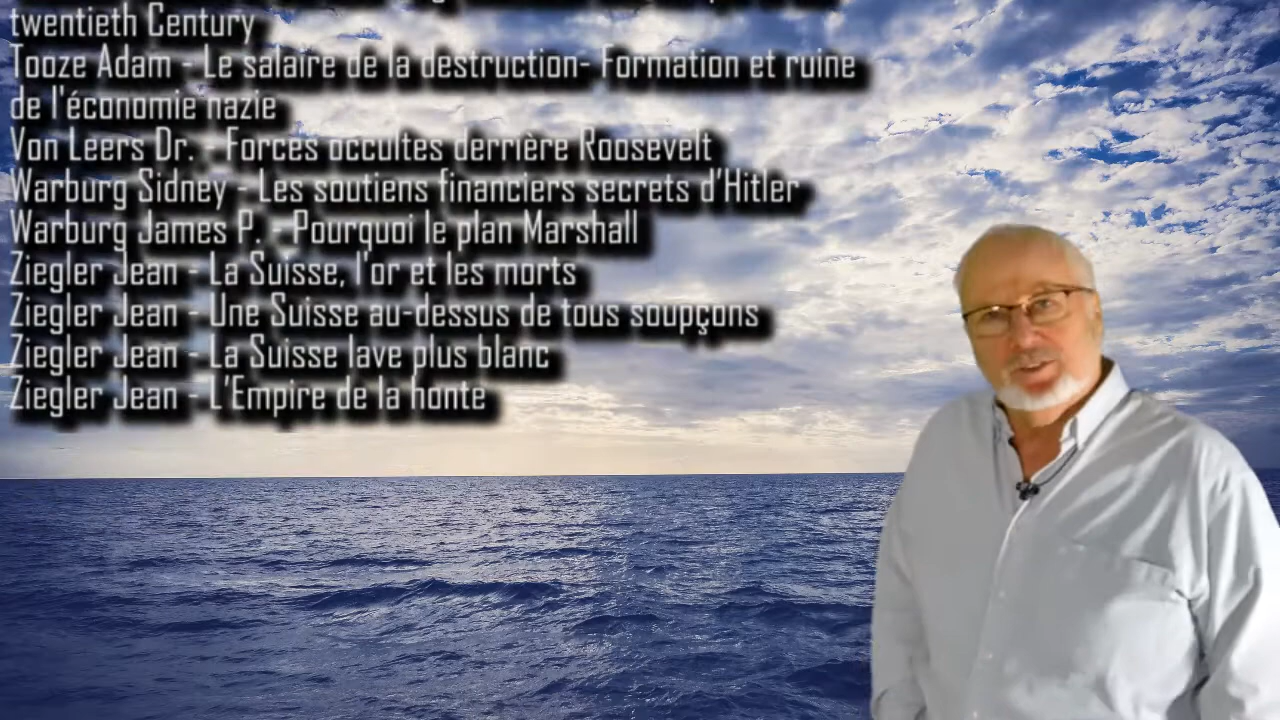 twentieth Century
Tooze Adam - Le salaire de la destruction- Formation et ruine
de l'économie nazie
Von Leers Dr. - Forces occultes derrière Roosevelt
Warburg Sidney - Les soutiens financiers secrets d'Hitler
Warburg James P. - Pourquoi le plan Marshall
Ziegler Jean - La Suisse, l'or et les morts
Ziegler Jean - Une Suisse au-dessus de tous soupçons
Ziegler Jean - La Suisse lave plus blanc
Ziegler Jean - L'Empire de la honte